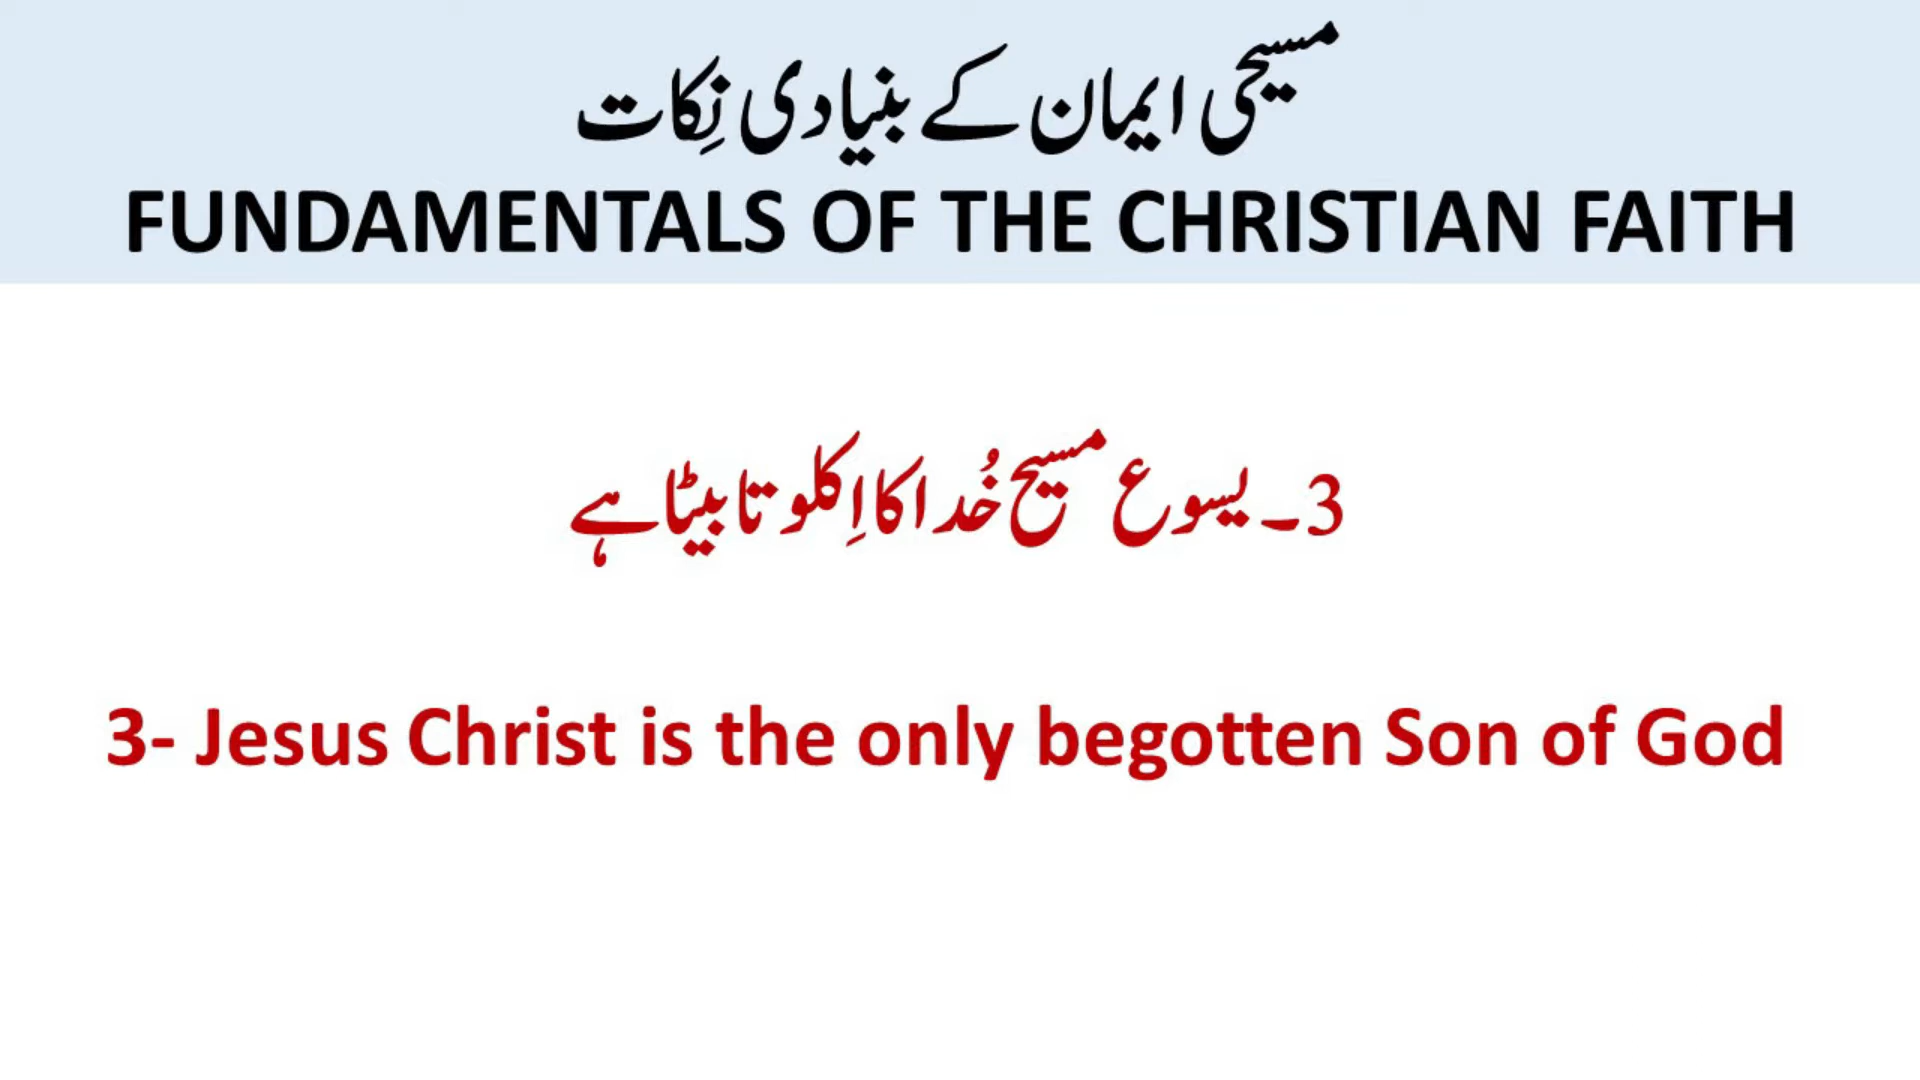 مسیحی ایمان کے بنیادی نِکات
FUNDAMENTALS OF THE CHRISTIAN FAITH
3۔ یسوع مسیح خُدا کا اِکلوتا بیٹا ہے
3- Jesus Christ is the only begotten Son of God